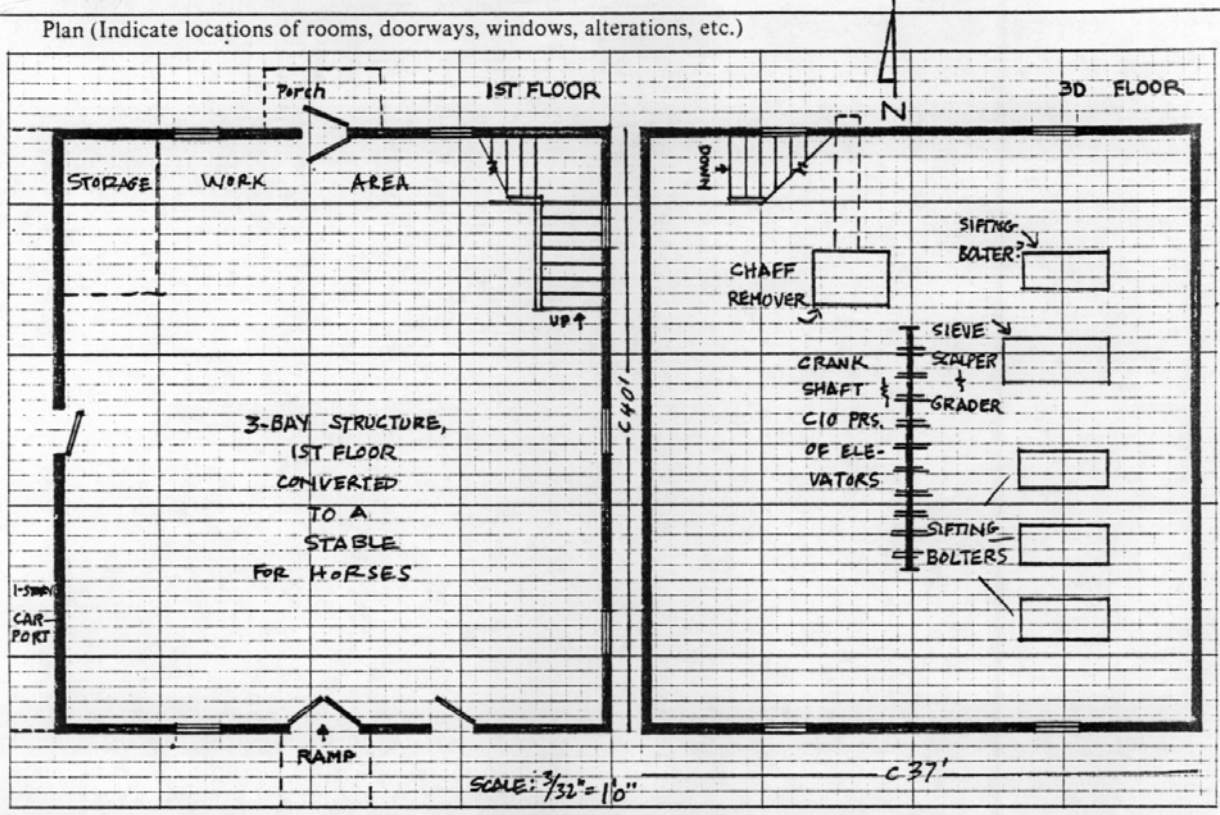 Plan (Indicate locations of rooms, doorways, windows, alterations, etc.)
N
Porch
1ST FLOOR
STORAGE
WORK AREA
UP
3-BAY STRUCTURE,
1ST FLOOR
CONVERTED
TO A
STABLE
FOR HORSES
1-STORY
CAR-
PORT
RAMP
SCALE: 3/32" = 1'0"
C 40'
3D FLOOR
DOWN
CHAFF
REMOVER
SIFTING
BOLTER?
SIEVE
SCALPER
&
GRADER
CRANK
SHAFT &
C10 PRS.
OF ELE-
VATORS
SIFTING
BOLTERS
C 37'